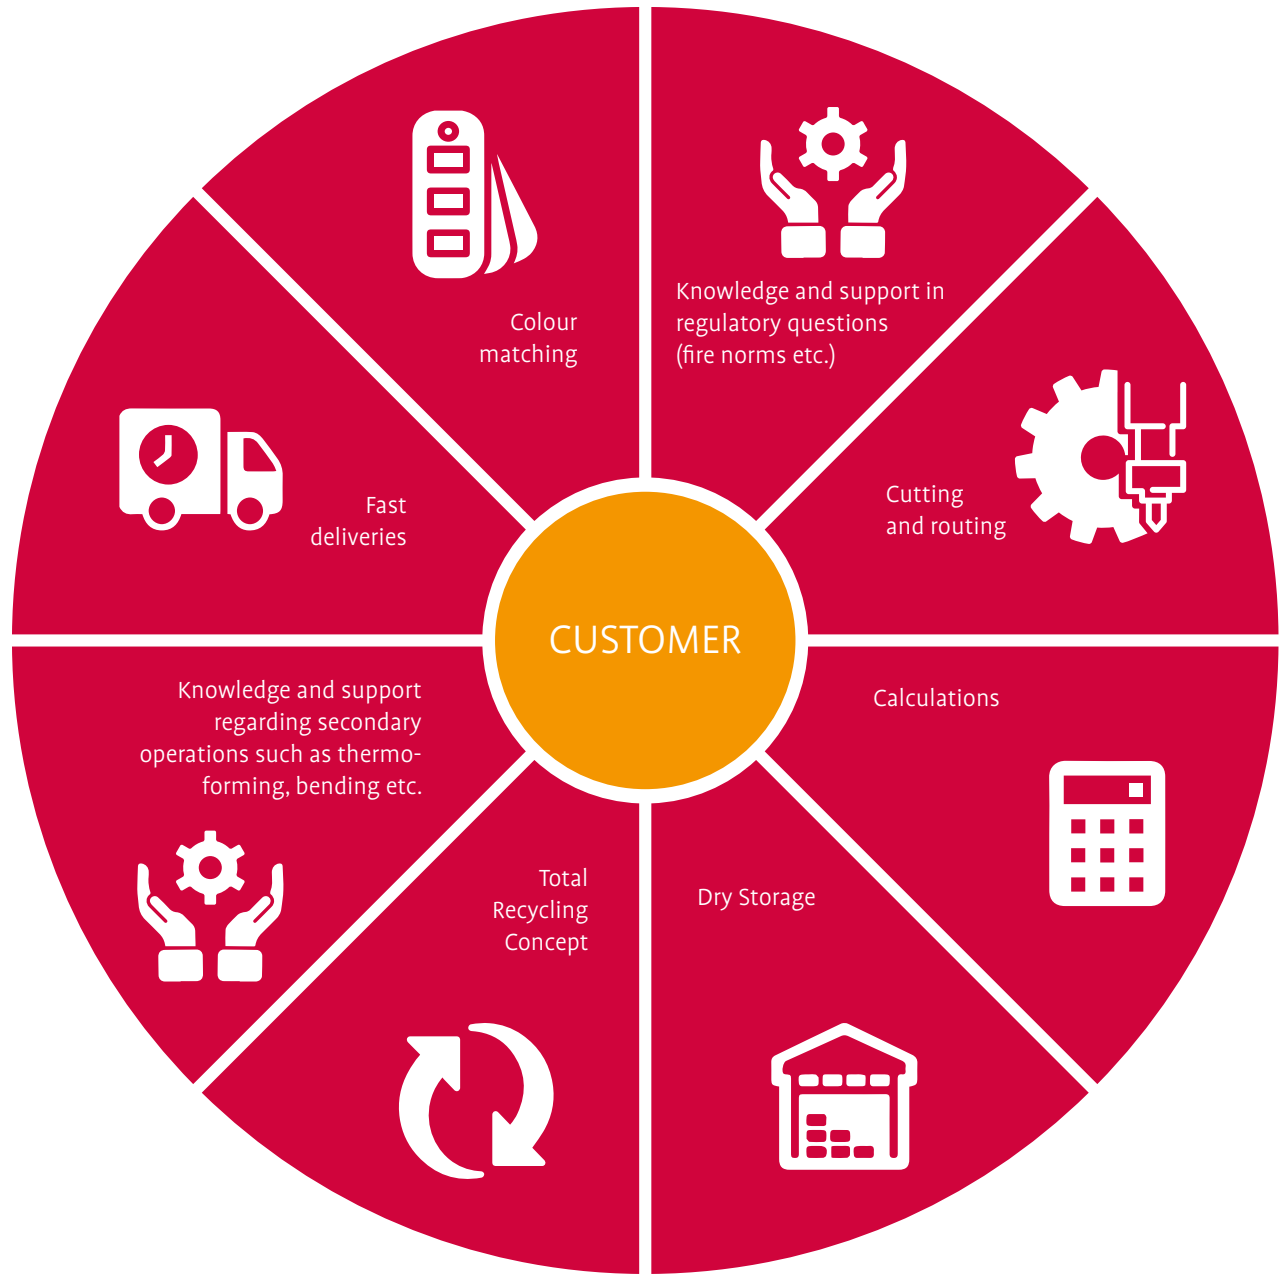 Colour
matching
Knowledge and support in
regulatory questions
(fire norms etc.)
Fast
deliveries
Cutting
and routing
CUSTOMER
Knowledge and support
regarding secondary
operations such as thermo-
forming, bending etc.
Calculations
Total
Recycling
Concept
Dry Storage